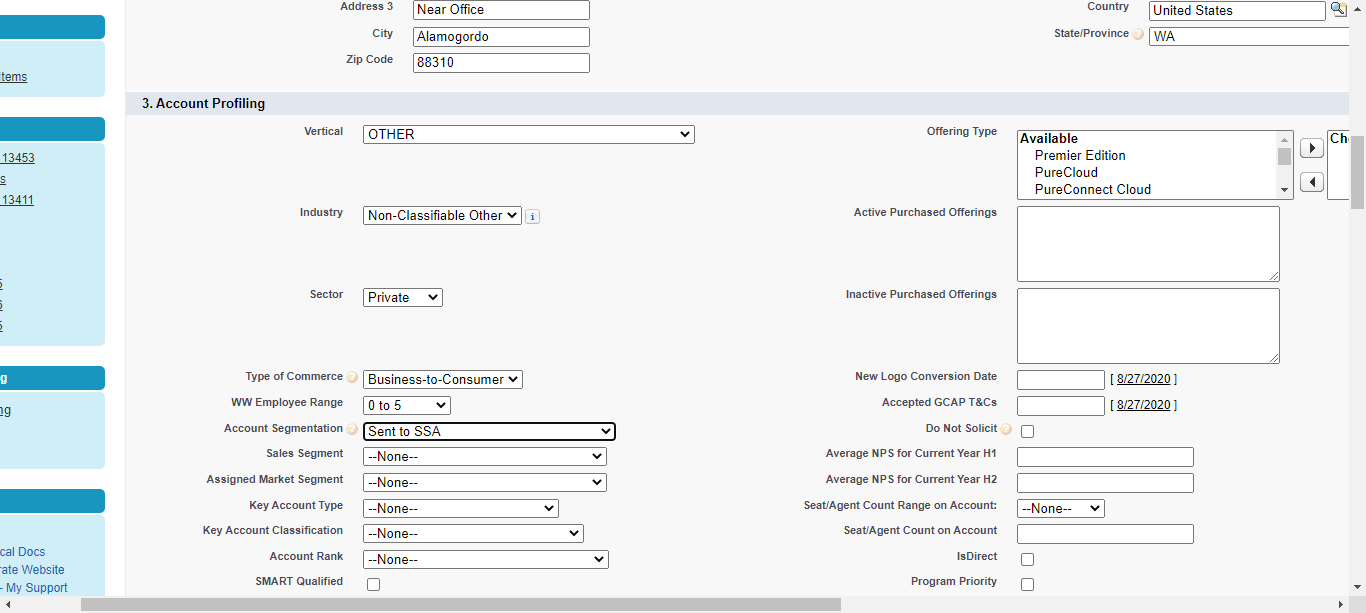 Address 3 Near Office
Country United States
City Alamogordo
State/Province WA
Zip Code 88310
3. Account Profiling
Vertical OTHER
Offering Type
Available
Premier Edition
PureCloud
PureConnect Cloud
Industry Non-Classifiable Other
Active Purchased Offerings
Sector Private
Inactive Purchased Offerings
Type of Commerce Business-to-Consumer
New Logo Conversion Date [ 8/27/2020 ]
WW Employee Range 0 to 5
Accepted GCAP T&Cs [ 8/27/2020 ]
Account Segmentation Sent to SSA
Do Not Solicit
Sales Segment --None--
Average NPS for Current Year H1
Assigned Market Segment --None--
Average NPS for Current Year H2
Key Account Type --None--
Seat/Agent Count Range on Account: --None--
Key Account Classification --None--
Seat/Agent Count on Account
Account Rank --None--
IsDirect
SMART Qualified
Program Priority
Items
13453
s
13411
5
6
5
g
ng
cal Docs
rate Website
- My Support